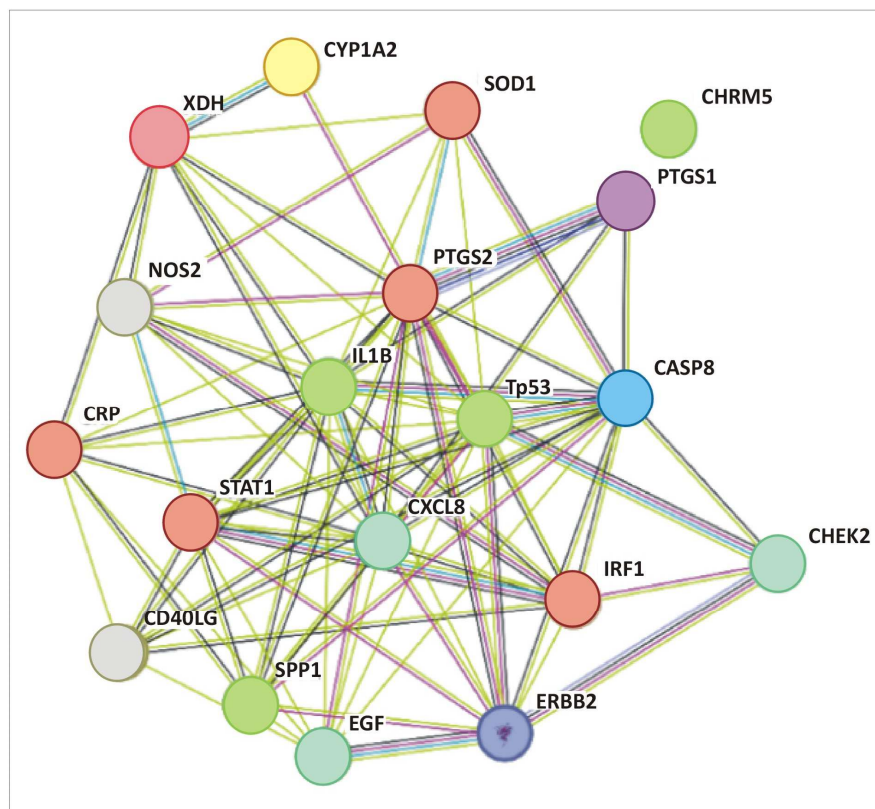 CYP1A2
SOD1
CHRM5
XDH
PTGS1
PTGS2
NOS2
IL1B
Tp53
CASP8
CRP
STAT1
CXCL8
CHEK2
IRF1
CD40LG
SPP1
ERBB2
EGF